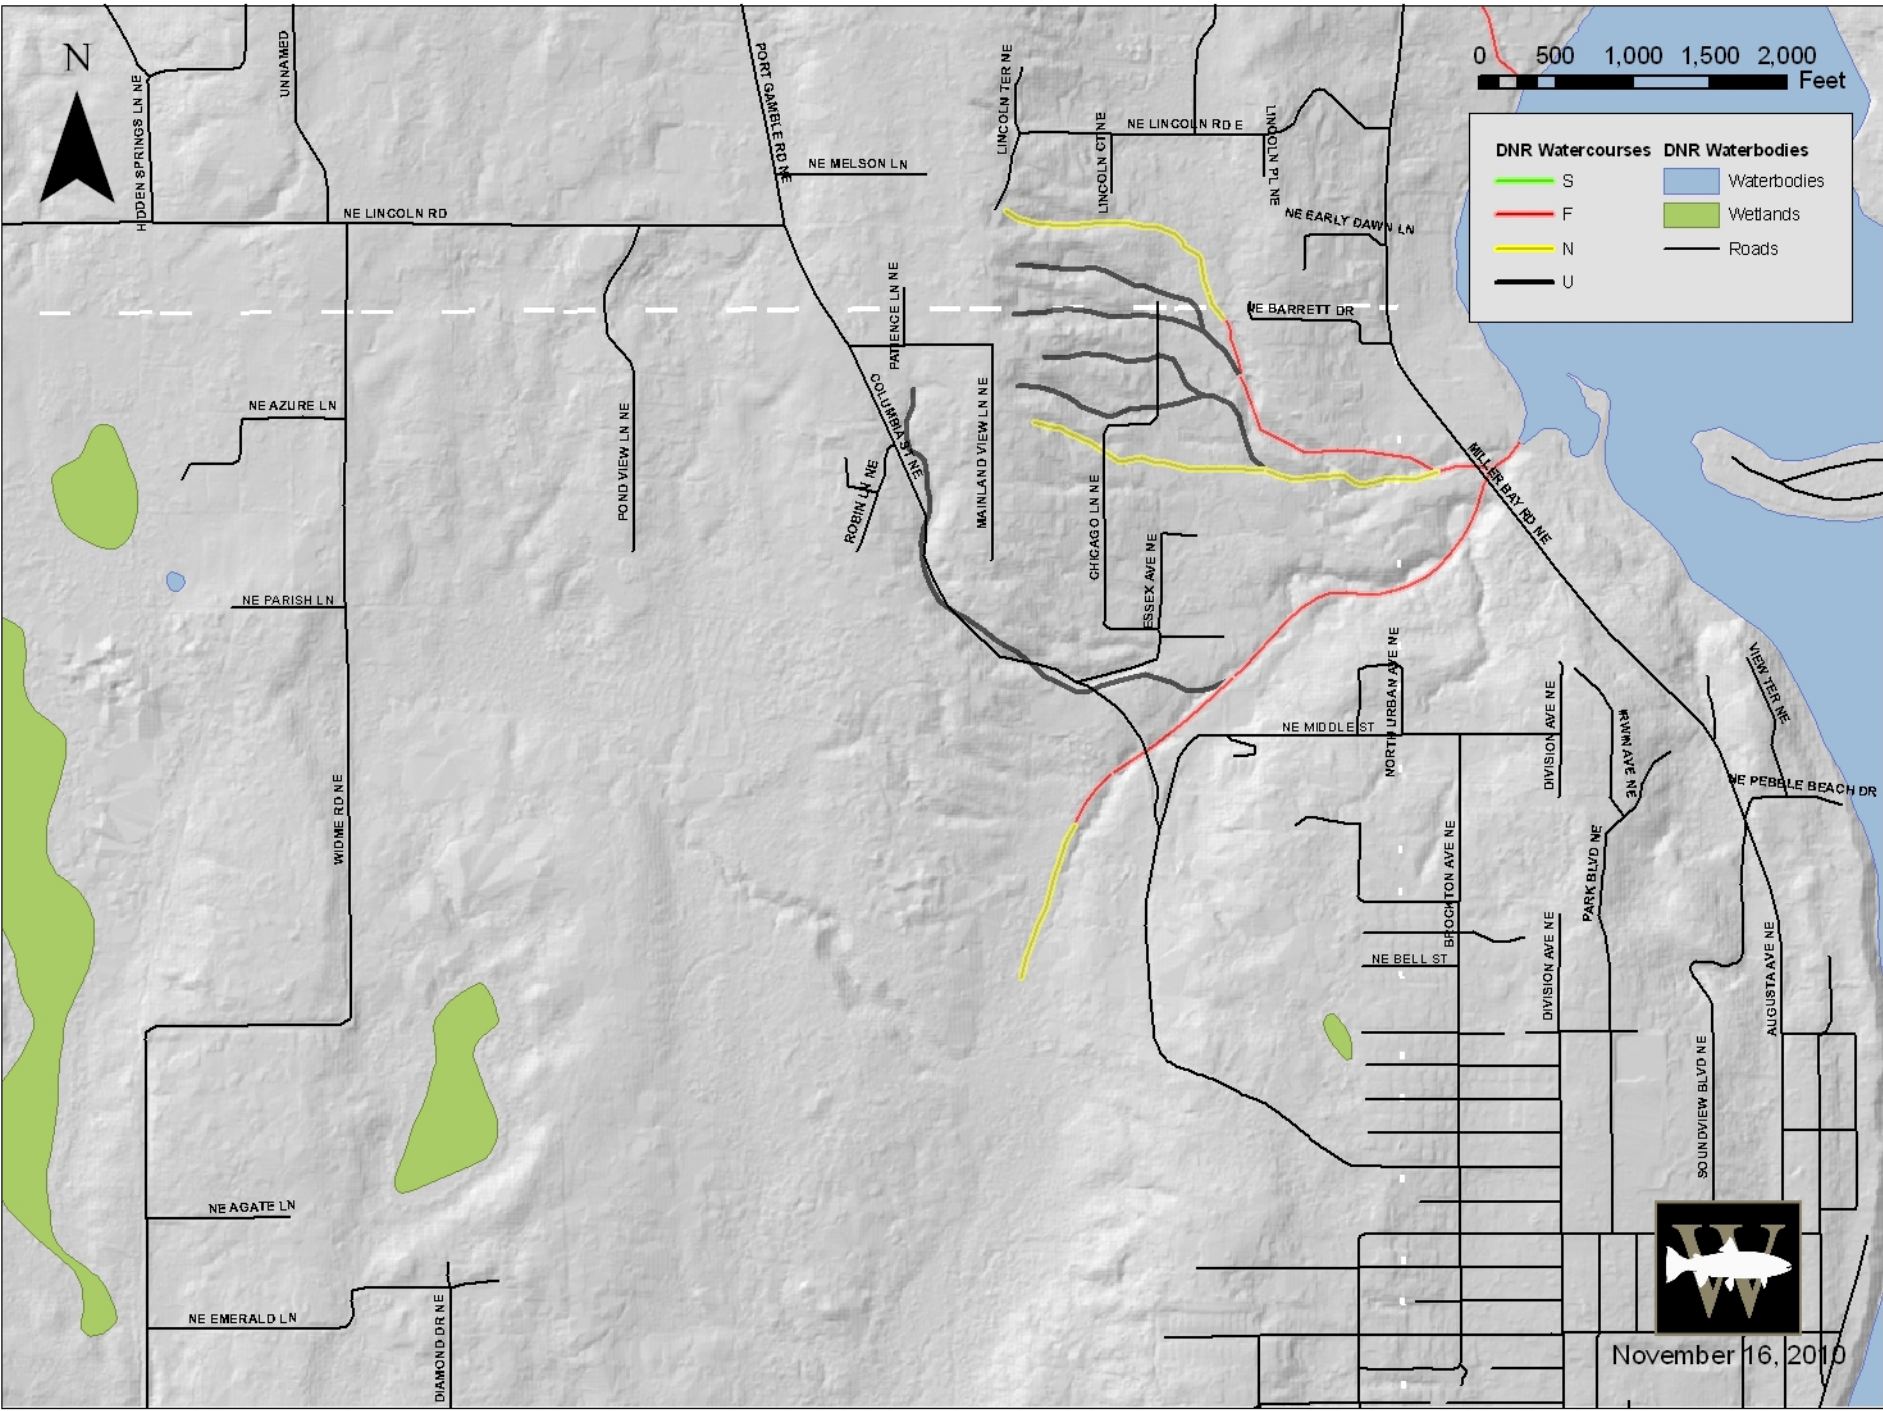 N
0 500 1,000 1,500 2,000
Feet
DNR Watercourses
S
F
N
U
DNR Waterbodies
Waterbodies
Wetlands
Roads
HIDDEN SPRINGS LN NE
UNNAMED
PORT GAMBLE RD NE
NE MELSON LN
LINCOLN TER NE
LINCOLN CT NE
NE LINCOLN RD E
LINCOLN PL NE
NE LINCOLN RD
NE EARLY DAWN LN
PATIENCE LN NE
NE BARRETT DR
NE AZURE LN
POND VIEW LN NE
COLUMBIA ST NE
ROBIN LN NE
MAINLAND VIEW LN NE
CHICAGO LN NE
MILLER BAY RD NE
ESSEX AVE NE
NE PARISH LN
NORTH URBAN AVE NE
NE MIDDLE ST
DIVISION AVE NE
IRWIN AVE NE
VIEW TER NE
NE PEBBLE BEACH DR
WIDME RD NE
BROCKTON AVE NE
PARK BLVD NE
NE BELL ST
DIVISION AVE NE
AUGUSTA AVE NE
SOUNDVIEW BLVD NE
NE AGATE LN
NE EMERALD LN
DIAMOND DR NE
W
W
November 16, 2010